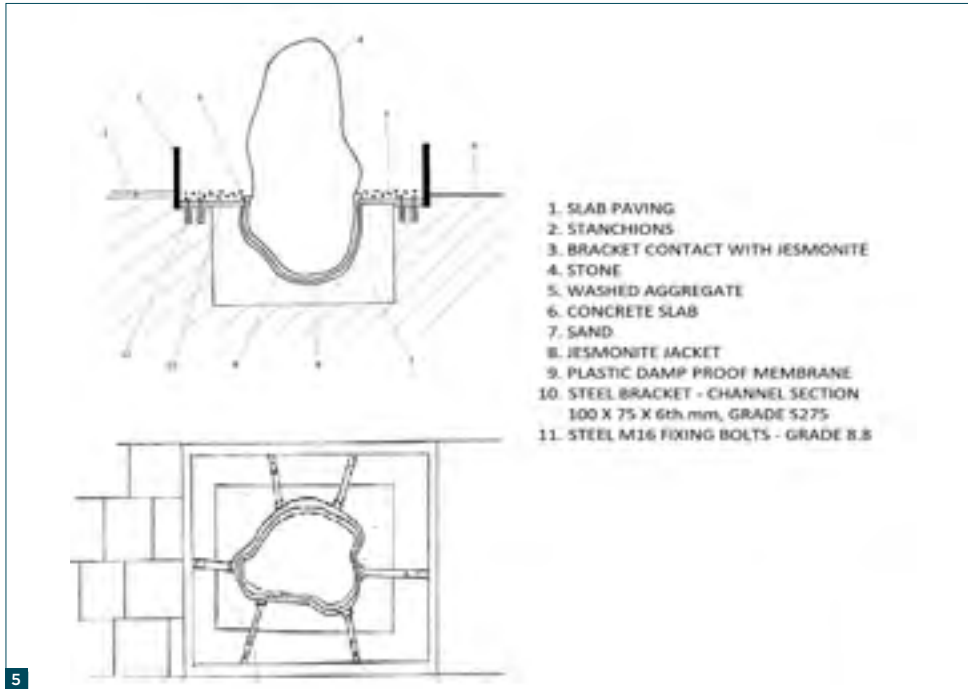 1. SLAB PAVING
2. STANCHIONS
3. BRACKET CONTACT WITH JESMONITE
4. STONE
5. WASHED AGGREGATE
6. CONCRETE SLAB
7. SAND
8. JESMONITE JACKET
9. PLASTIC DAMP PROOF MEMBRANE
10. STEEL BRACKET - CHANNEL SECTION
100 X 75 X 6th mm, GRADE S275
11. STEEL M16 FIXING BOLTS - GRADE 8.8
5